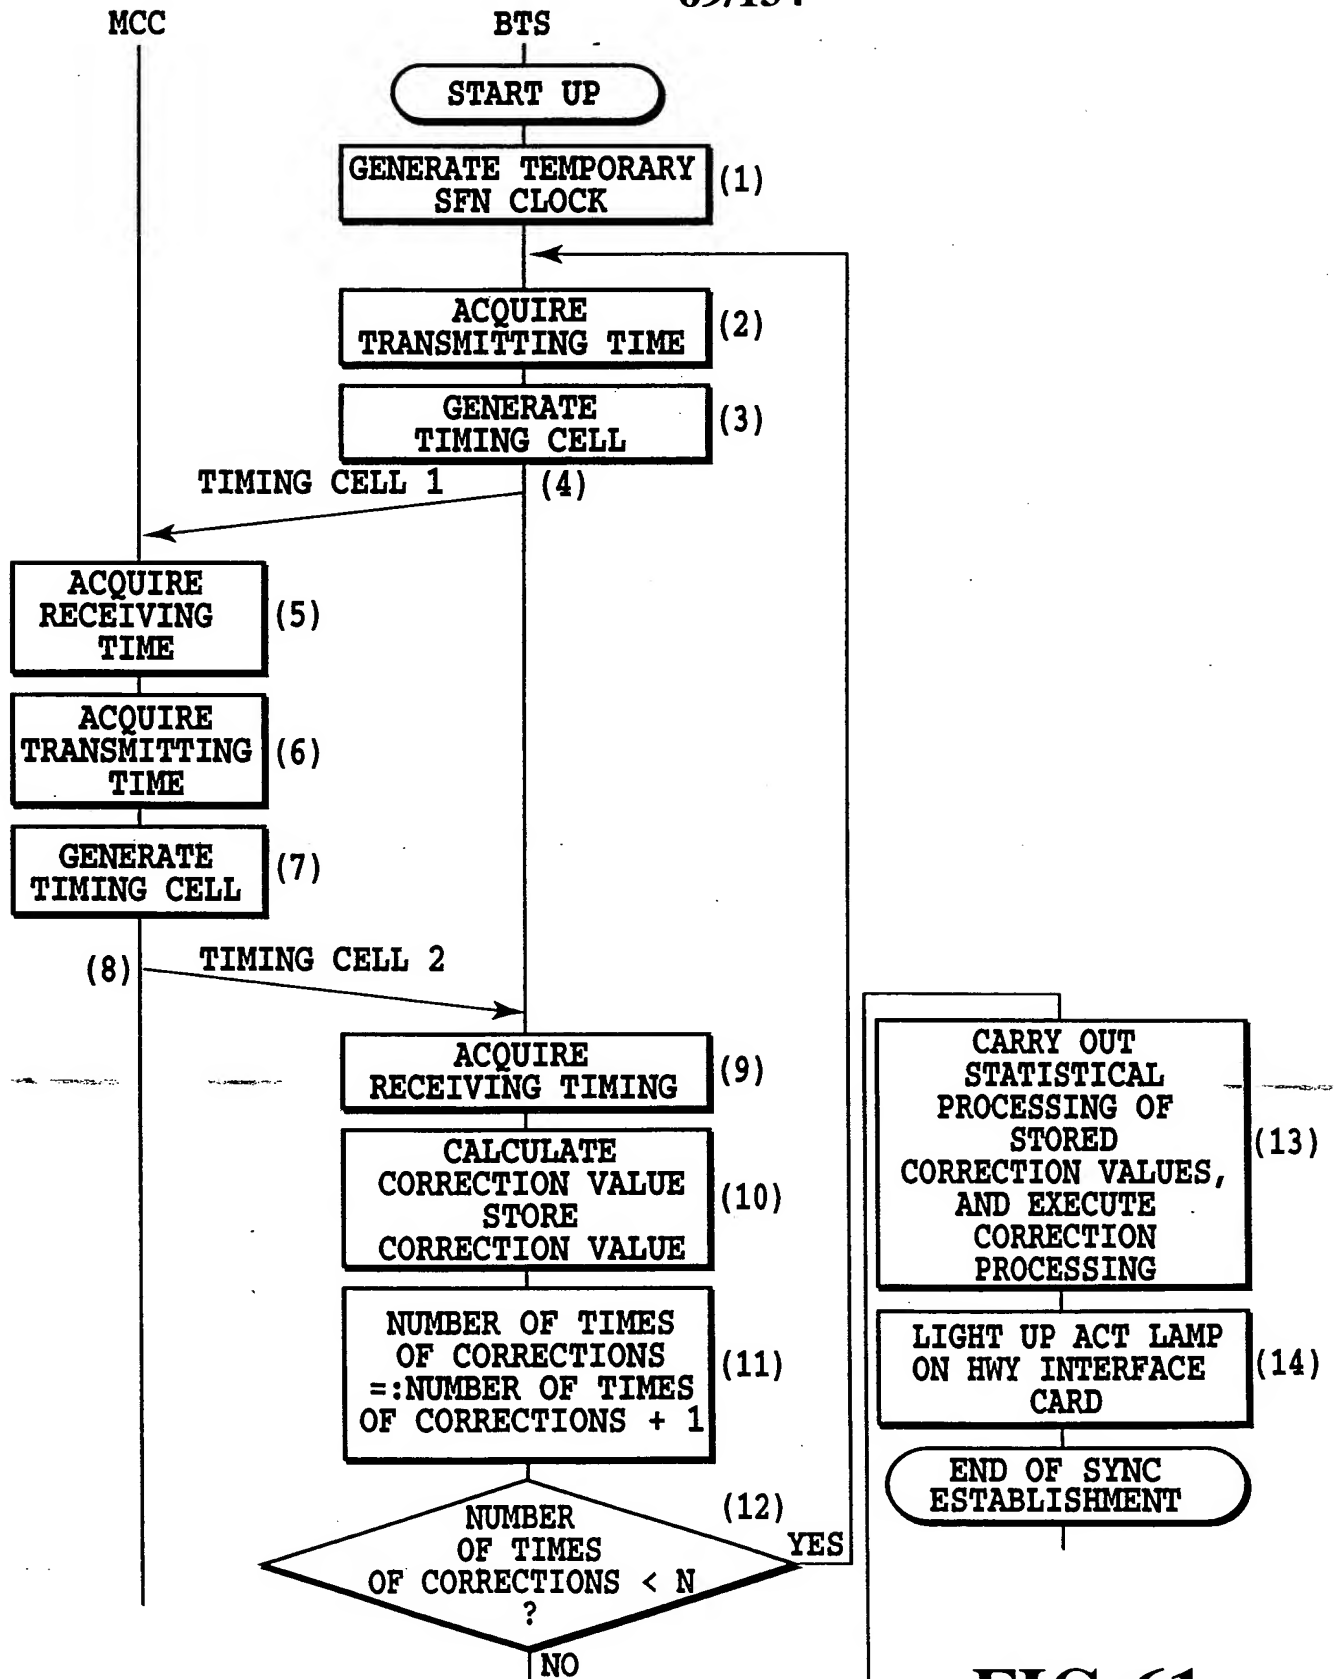 MCC
BTS
START UP
GENERATE TEMPORARY
SFN CLOCK
(1)
ACQUIRE
TRANSMITTING TIME
(2)
GENERATE
TIMING CELL
(3)
TIMING CELL 1
(4)
ACQUIRE
RECEIVING
TIME
(5)
ACQUIRE
TRANSMITTING
TIME
(6)
GENERATE
TIMING CELL
(7)
(8)
TIMING CELL 2
ACQUIRE
RECEIVING TIMING
(9)
CALCULATE
CORRECTION VALUE
STORE
CORRECTION VALUE
(10)
NUMBER OF TIMES
OF CORRECTIONS
=:NUMBER OF TIMES
OF CORRECTIONS + 1
(11)
NUMBER
OF TIMES
OF CORRECTIONS < N
?
(12)
YES
NO
CARRY OUT
STATISTICAL
PROCESSING OF
STORED
CORRECTION VALUES,
AND EXECUTE
CORRECTION
PROCESSING
(13)
LIGHT UP ACT LAMP
ON HWY INTERFACE
CARD
(14)
END OF SYNC
ESTABLISHMENT